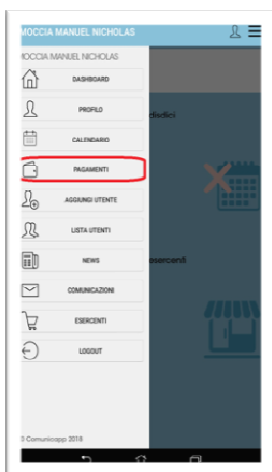 MOCCIA MANUEL NICHOLAS
MOCCIA MANUEL NICHOLAS
DASHBOARD
PROFILO
didici
CALENDARIO
PAGAMENTI
AGGIUNGI UTENTE
LISTA UTENTI
NEWS
esercenti
COMUNICAZIONI
ESERCENTI
LOGOUT
© Comunicapp 2018